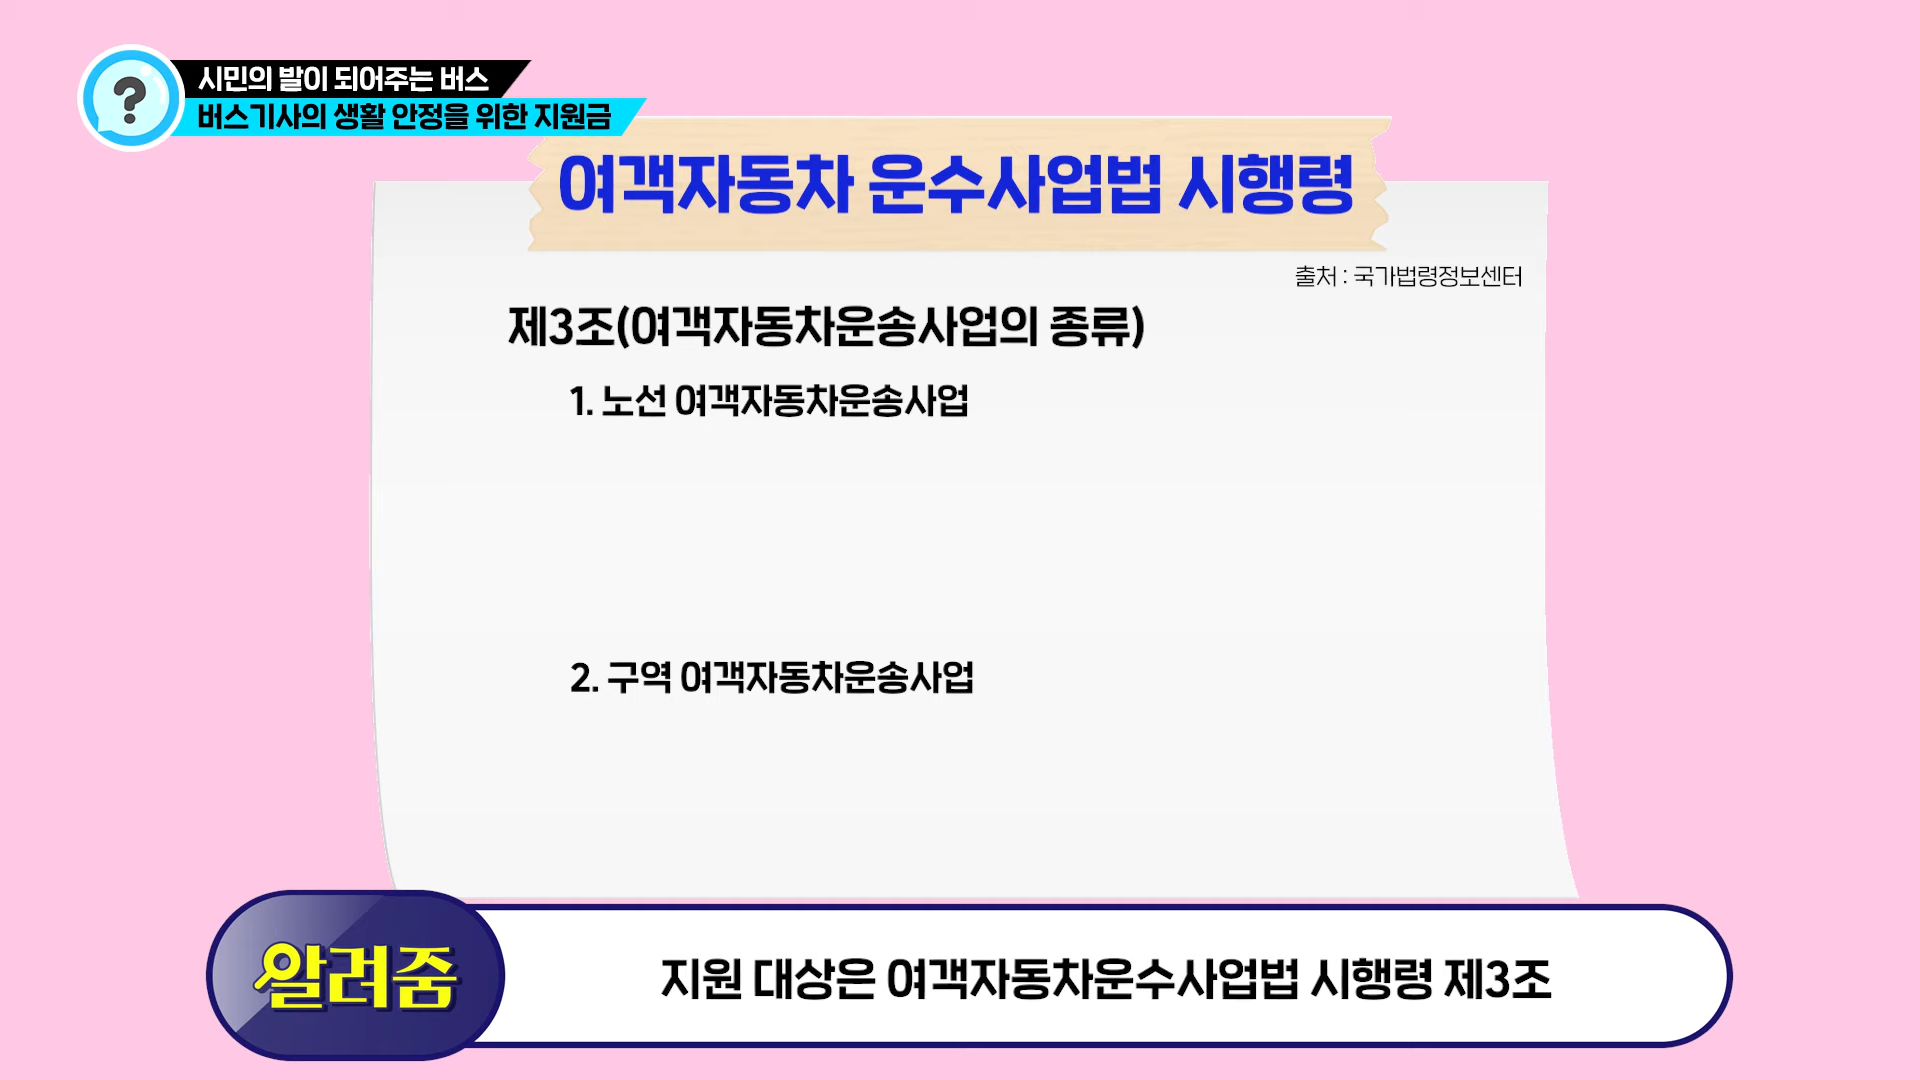 ?
시민의 발이 되어주는 버스
버스기사의 생활 안정을 위한 지원금
여객자동차 운수사업법 시행령
출처 : 국가법령정보센터
제3조(여객자동차운송사업의 종류)
1. 노선 여객자동차운송사업
2. 구역 여객자동차운송사업
알려줌
지원 대상은 여객자동차운수사업법 시행령 제3조